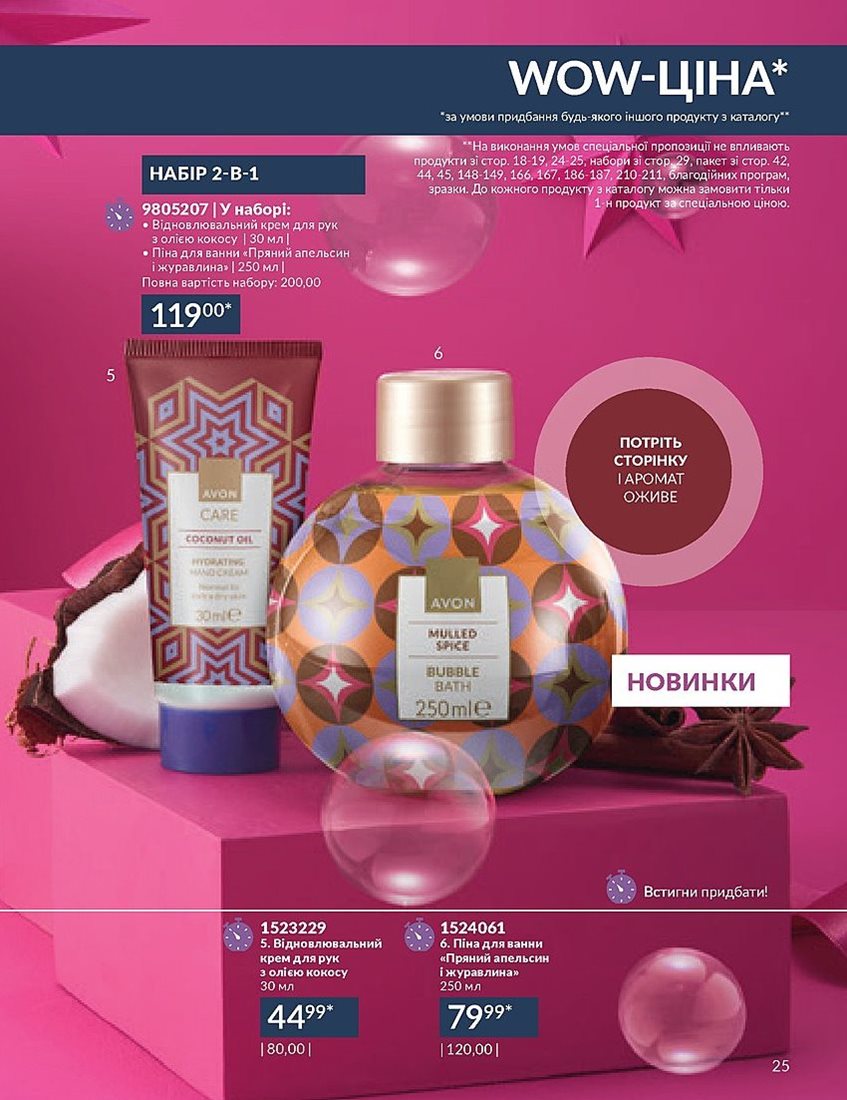 WOW-ЦІНА*
*за умови придбання будь-якого іншого продукту з каталогу**
**На виконання умов спеціальної пропозиції не впливають
продукти зі стор. 18-19, 24-25, набори зі стор. 29, пакет зі стор. 42,
44, 45, 148-149, 166, 167, 186-187, 210-211, благодійних програм,
зразки. До кожного продукту з каталогу можна замовити тільки
1-н продукт за спеціальною ціною.
НАБІР 2-В-1
9805207 | У наборі:
• Відновлювальний крем для рук
з олією кокосу | 30 мл |
• Піна для ванни «Пряний апельсин
і журавлина» | 250 мл |
Повна вартість набору: 200,00
11900*
5
6
AVON
CARE
COCONUT OIL
HYDRATING
HAND CREAM
Normal to
extra dry skin
30ml℮
AVON
MULLED
SPICE
BUBBLE
BATH
250ml℮
ПОТРІТЬ
СТОРІНКУ
І АРОМАТ
ОЖИВЕ
НОВИНКИ
Встигни придбати!
1523229
5. Відновлювальний
крем для рук
з олією кокосу
30 мл
4499*
| 80,00 |
1524061
6. Піна для ванни
«Пряний апельсин
і журавлина»
250 мл
7999*
| 120,00 |
25